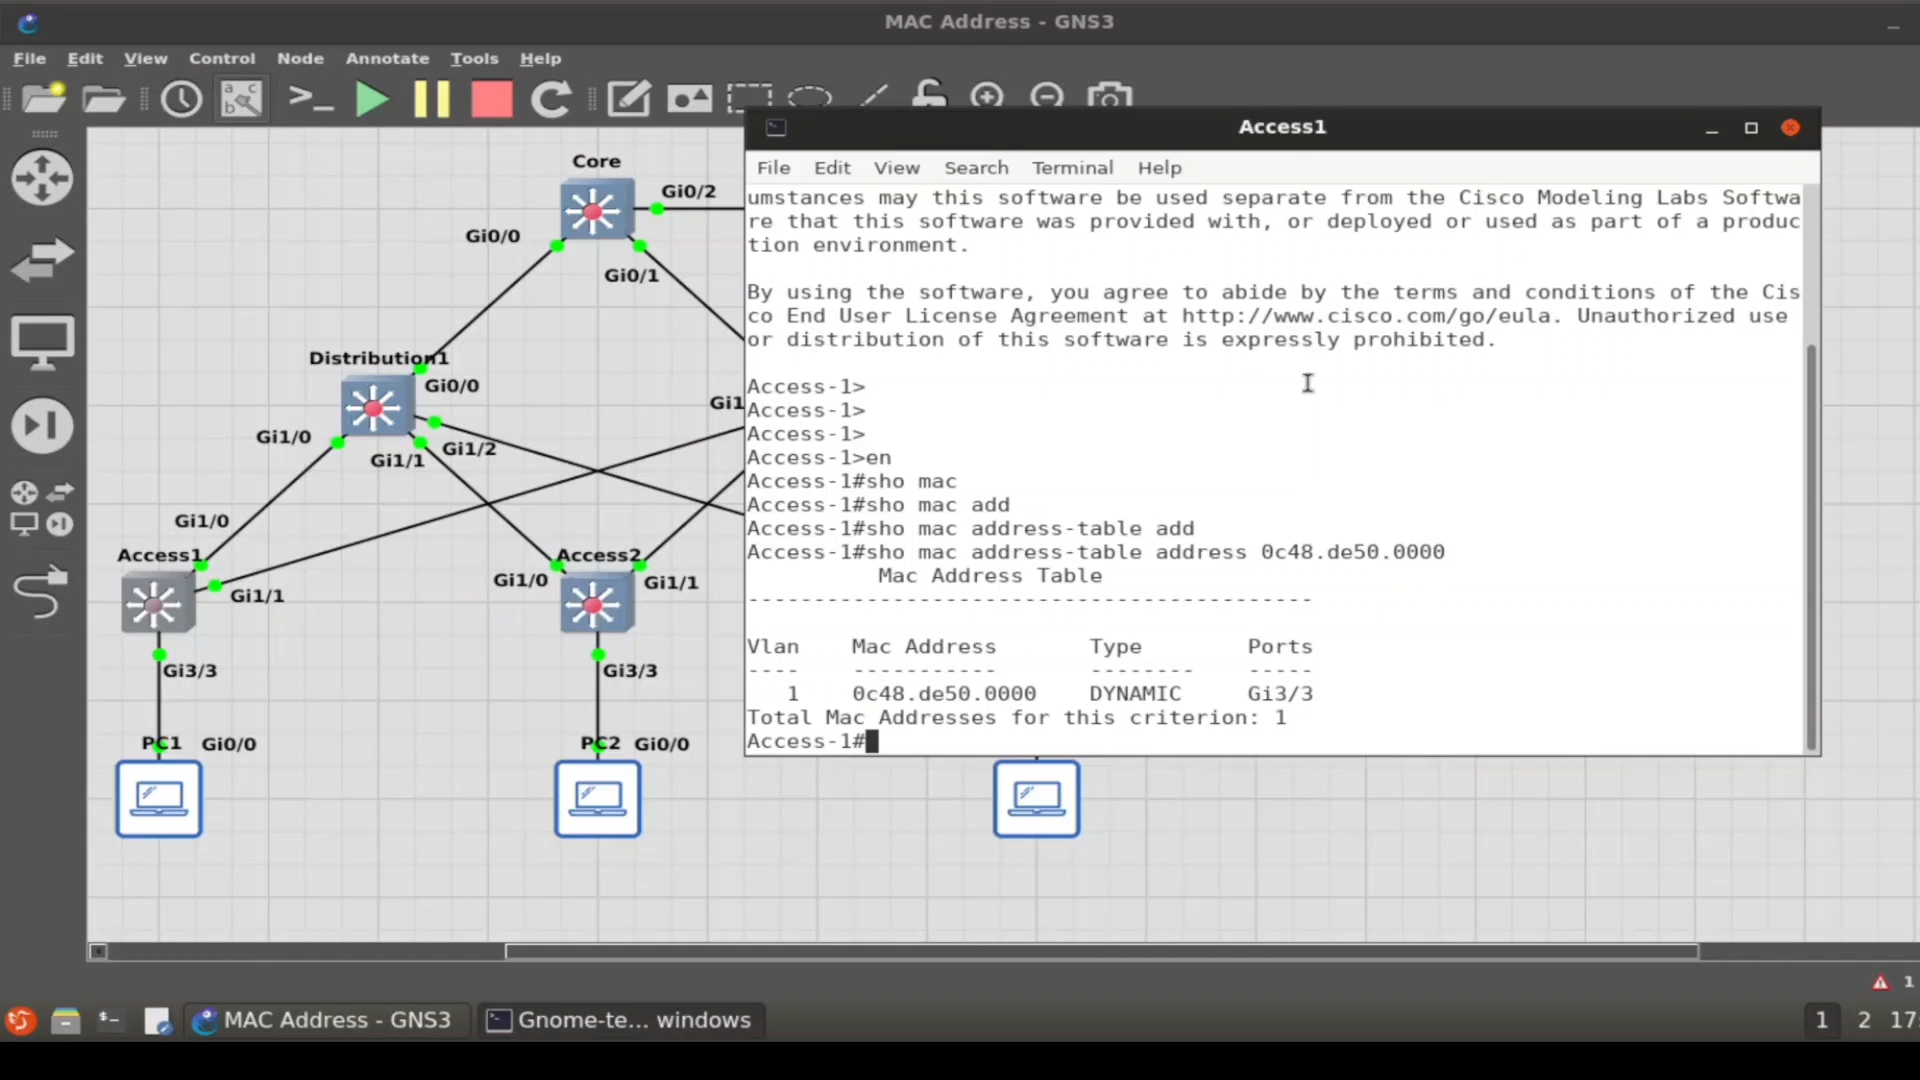 MAC Address - GNS3
File Edit View Control Node Annotate Tools Help
Access1
File Edit View Search Terminal Help
umstances may this software be used separate from the Cisco Modeling Labs Softwa
re that this software was provided with, or deployed or used as part of a produc
tion environment.
By using the software, you agree to abide by the terms and conditions of the Cis
co End User License Agreement at http://www.cisco.com/go/eula. Unauthorized use
or distribution of this software is expressly prohibited.
Access-1>
Access-1>
Access-1>
Access-1>en
Access-1#sho mac
Access-1#sho mac add
Access-1#sho mac address-table add
Access-1#sho mac address-table address 0c48.de50.0000
Mac Address Table
-------------------------------------------
Vlan Mac Address Type Ports
---- ----------- -------- -----
1 0c48.de50.0000 DYNAMIC Gi3/3
Total Mac Addresses for this criterion: 1
Access-1#
Core
Gi0/2
Gi0/0
Gi0/1
Distribution1
Gi0/0
Gi1
Gi1/0
Gi1/1
Gi1/2
Gi1/0
Access1
Gi1/1
Access2
Gi1/0
Gi1/1
Gi3/3
Gi3/3
PC1 Gi0/0
PC2 Gi0/0
1
MAC Address - GNS3
Gnome-te... windows
1 2 17: